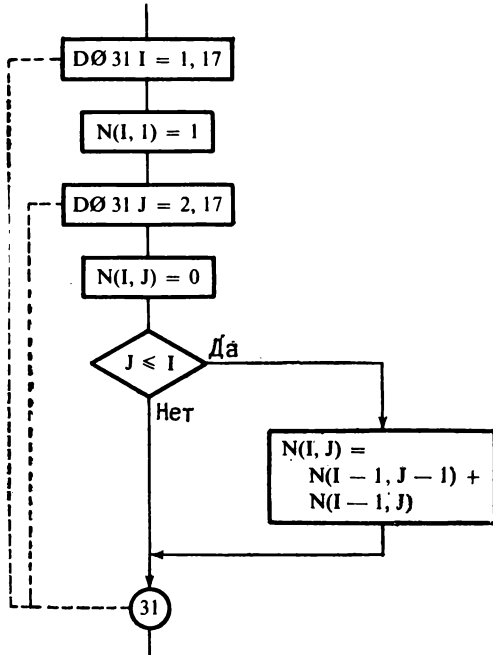 DØ 31 I = 1, 17
N(I, 1) = 1
DØ 31 J = 2, 17
N(I, J) = 0
J ⩽ I
Да
Нет
N(I, J) =
N(I − 1, J − 1) +
N(I − 1, J)
31